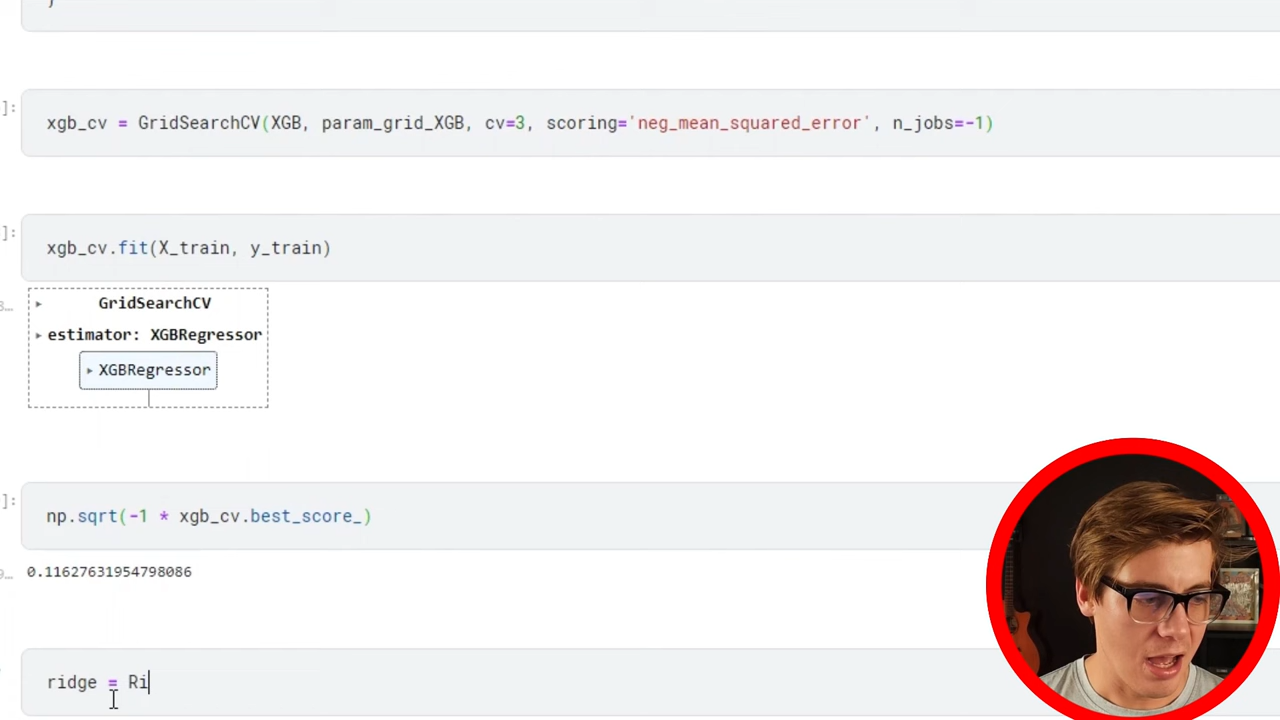 ]:
xgb_cv = GridSearchCV(XGB, param_grid_XGB, cv=3, scoring='neg_mean_squared_error', n_jobs=-1)
]:
xgb_cv.fit(X_train, y_train)
GridSearchCV
estimator: XGBRegressor
XGBRegressor
]:
np.sqrt(-1 * xgb_cv.best_score_)
0.11627631954798086
ridge = Ri